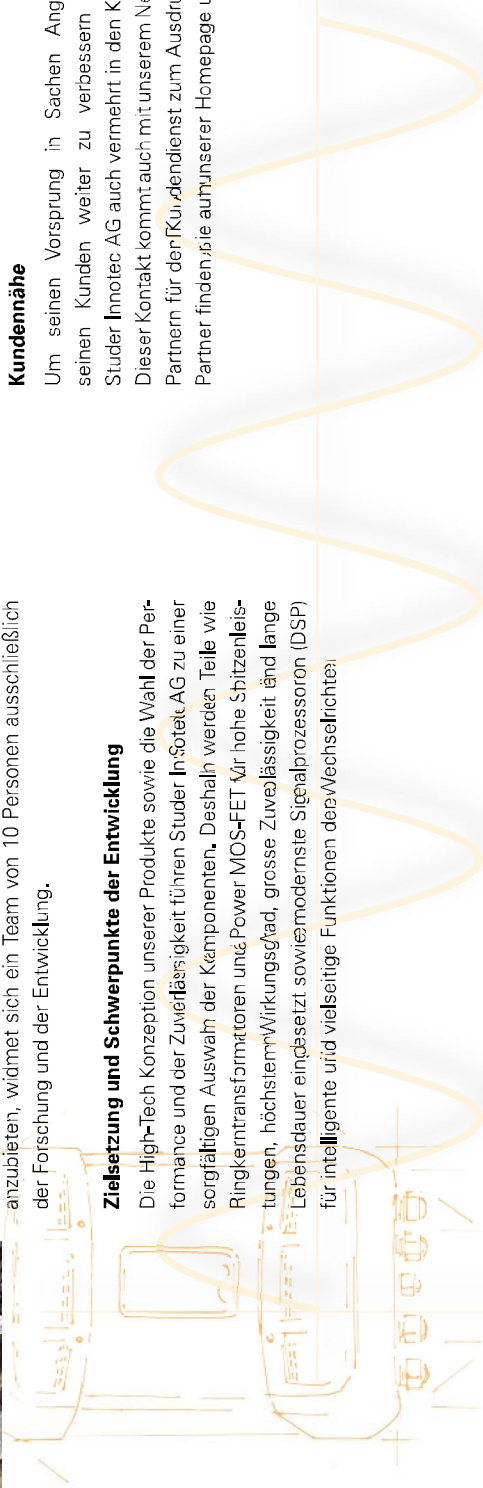 anzubieten, widmet sich ein Team von 10 Personen ausschließlich
der Forschung und der Entwicklung.
Zielsetzung und Schwerpunkte der Entwicklung
Die High-Tech Konzeption unserer Produkte sowie die Wahl der Per-
formance und der Zuverlässigkeit führen Studer AG zu einer
sorgfältigen Auswahl der Komponenten. Deshalb werden Teile wie
Ringkerntransformatoren und Power MOS-FET für hohe Spitzenleis-
tungen, höchstem Wirkungsgrad, grosse Zuverlässigkeit und lange
Lebensdauer eingesetzt sowie modernste Signalprozessoren (DSP)
für intelligente und vielseitige Funktionen der Wechselrichter.
Kundennähe
Um seinen Vorsprung in Sachen Ang
seinen Kunden weiter zu verbessern
Studer Innotec AG auch vermehrt in den K
Dieser Kontakt kommt auch mit unserem Ne
Partnern für den Kundendienst zum Ausdru
Partner finden Sie auf unserer Homepage u